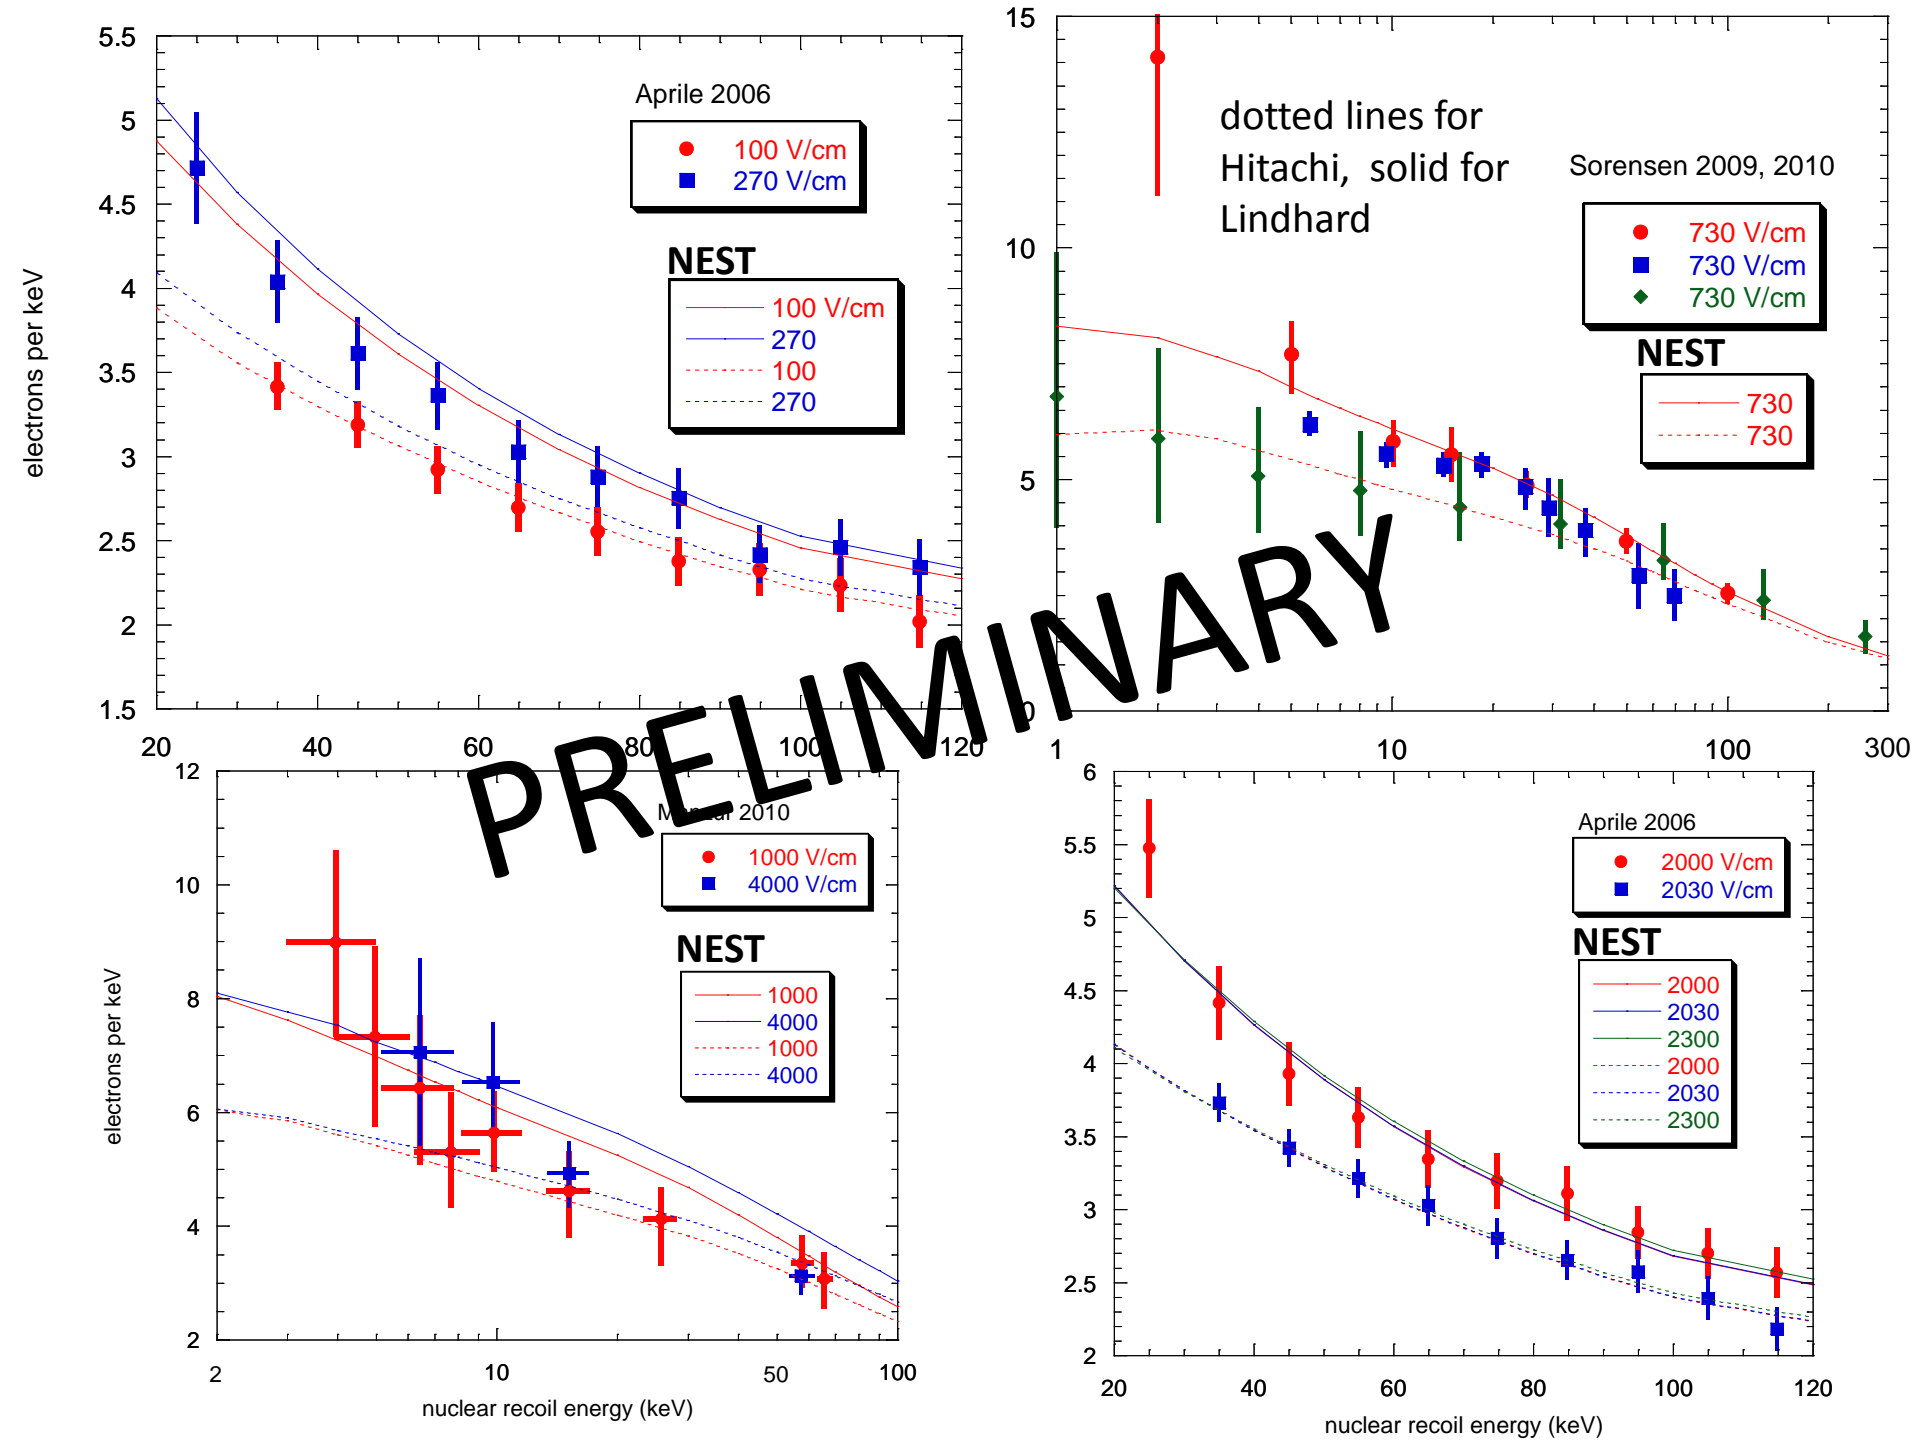 5.5
5
4.5
4
3.5
3
2.5
2
1.5
electrons per keV
Aprile 2006
100 V/cm
270 V/cm
NEST
100 V/cm
270
100
270
20
40
60
80
100
120
15
10
5
0
dotted lines for
Hitachi, solid for
Lindhard
Sorensen 2009, 2010
730 V/cm
730 V/cm
730 V/cm
NEST
730
730
1
10
100
300
PRELIMINARY
12
10
8
6
4
2
electrons per keV
Manzur 2010
1000 V/cm
4000 V/cm
NEST
1000
4000
1000
4000
2
10
50
100
nuclear recoil energy (keV)
6
5.5
5
4.5
4
3.5
3
2.5
2
Aprile 2006
2000 V/cm
2030 V/cm
NEST
2000
2030
2300
2000
2030
2300
20
40
60
80
100
120
nuclear recoil energy (keV)